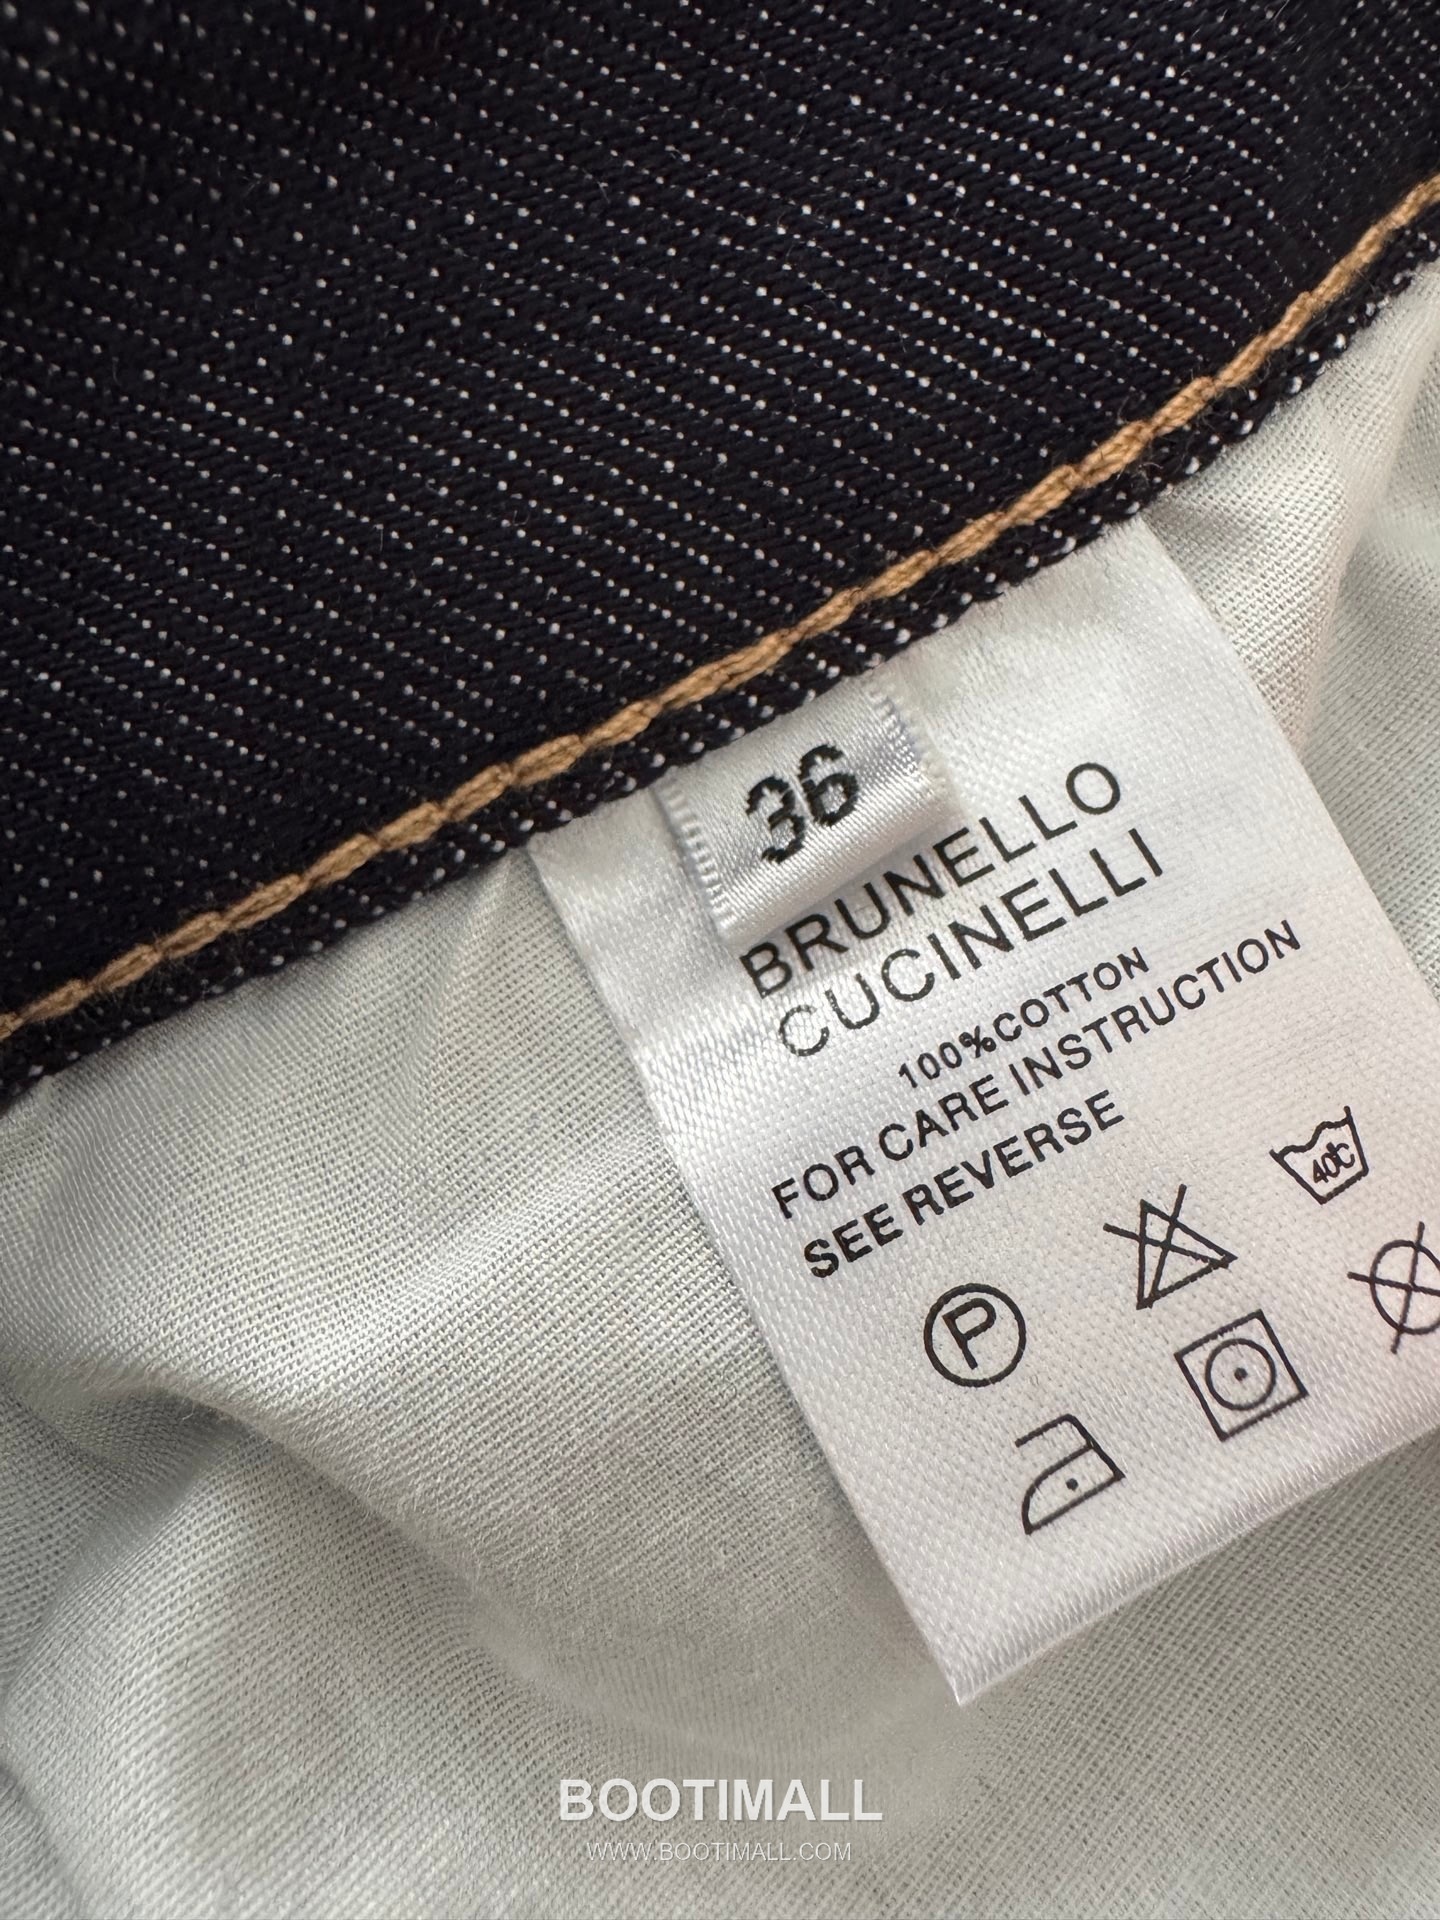 36
BRUNELLO
CUCINELLI
100%COTTON
FOR CARE INSTRUCTION
SEE REVERSE
40℃
P
BOOTIMALL
WWW.BOOTIMALL.COM